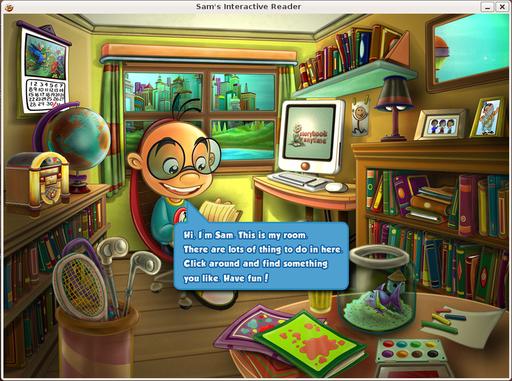 Sam's Interactive Reader
storybook
anytime
Hi I'm Sam This is my room
There are lots of thing to do in here
Click around and find something
you like Have fun!